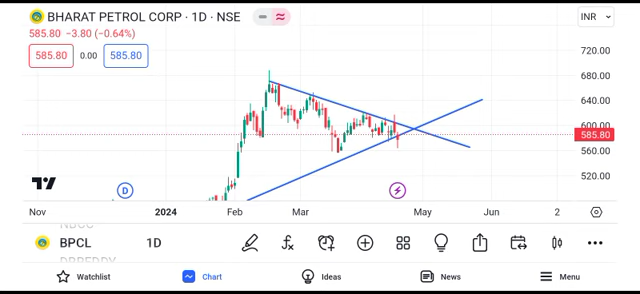 BHARAT PETROL CORP · 1D · NSE
INR
585.80 −3.80 (−0.64%)
585.80 0.00 585.80
720.00
680.00
640.00
600.00
585.80
560.00
520.00
D
Nov 2024 Feb Mar May Jun 2
BPCL 1D
DRREDDY
Watchlist Chart Ideas News Menu